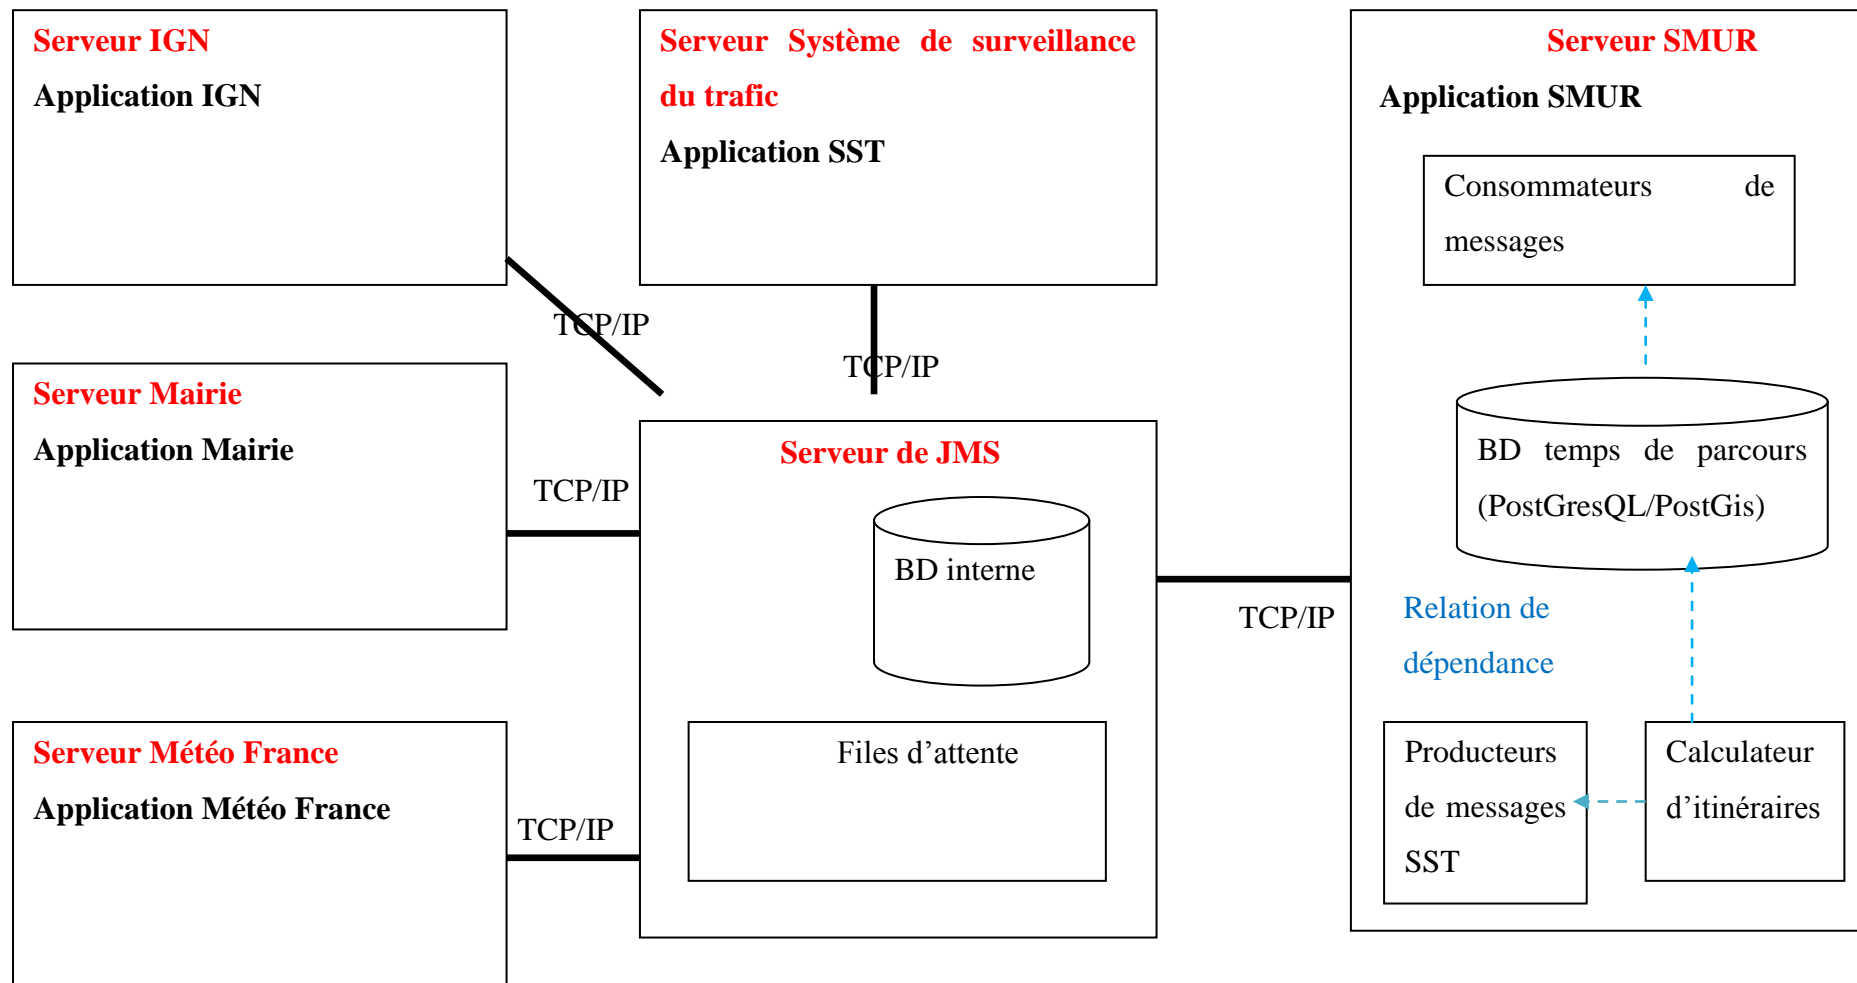 Serveur IGN
Application IGN
Serveur Système de surveillance
du trafic
Application SST
Serveur SMUR
Application SMUR
Consommateurs de
messages
TCP/IP
TCP/IP
Serveur Mairie
Application Mairie
TCP/IP
Serveur de JMS
BD interne
BD temps de parcours
(PostGresQL/PostGis)
TCP/IP
Relation de
dépendance
Serveur Météo France
Application Météo France
TCP/IP
Files d’attente
Producteurs
de messages
SST
Calculateur
d’itinéraires